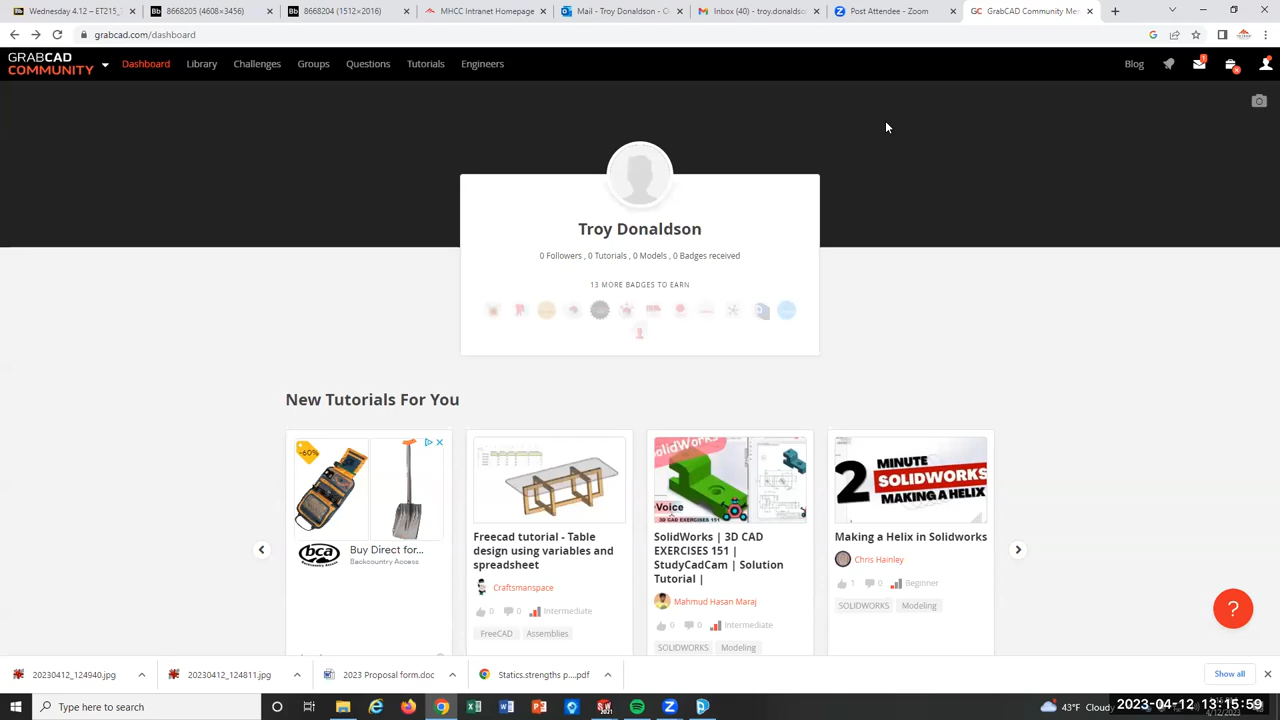 Wednesday 4.12 – ET215_
8668205 (4608×3456)
8668204 (1512×2016)
MHCC Intranet Homepage
Mail - Troy Donaldson - O
Inbox (40) - troy.donaldso
Post Attendee - Zoom
GrabCAD Community Me
grabcad.com/dashboard
GRABCAD
COMMUNITY
Dashboard Library Challenges Groups Questions Tutorials Engineers Blog
Troy Donaldson
0 Followers , 0 Tutorials , 0 Models , 0 Badges received
13 MORE BADGES TO EARN
New Tutorials For You
-60%
bca
Buy Direct for...
Backcountry Access
Freecad tutorial - Table
design using variables and
spreadsheet
Craftsmanspace
0 0 Intermediate
FreeCAD Assemblies
SolidWorks
Voice
SolidWorks | 3D CAD
EXERCISES 151 |
StudyCadCam | Solution
Tutorial |
Mahmud Hasan Maraj
0 0 Intermediate
SOLIDWORKS Modeling
2 MINUTE
SOLIDWORKS
MAKING A HELIX
Making a Helix in Solidworks
Chris Hainley
1 0 Beginner
SOLIDWORKS Modeling
?
20230412_124940.jpg
20230412_124811.jpg
2023 Proposal form.doc
Statics.strengths p....pdf
Show all
Type here to search
43°F Cloudy
2023-04-12 13:15:59
4/12/2023